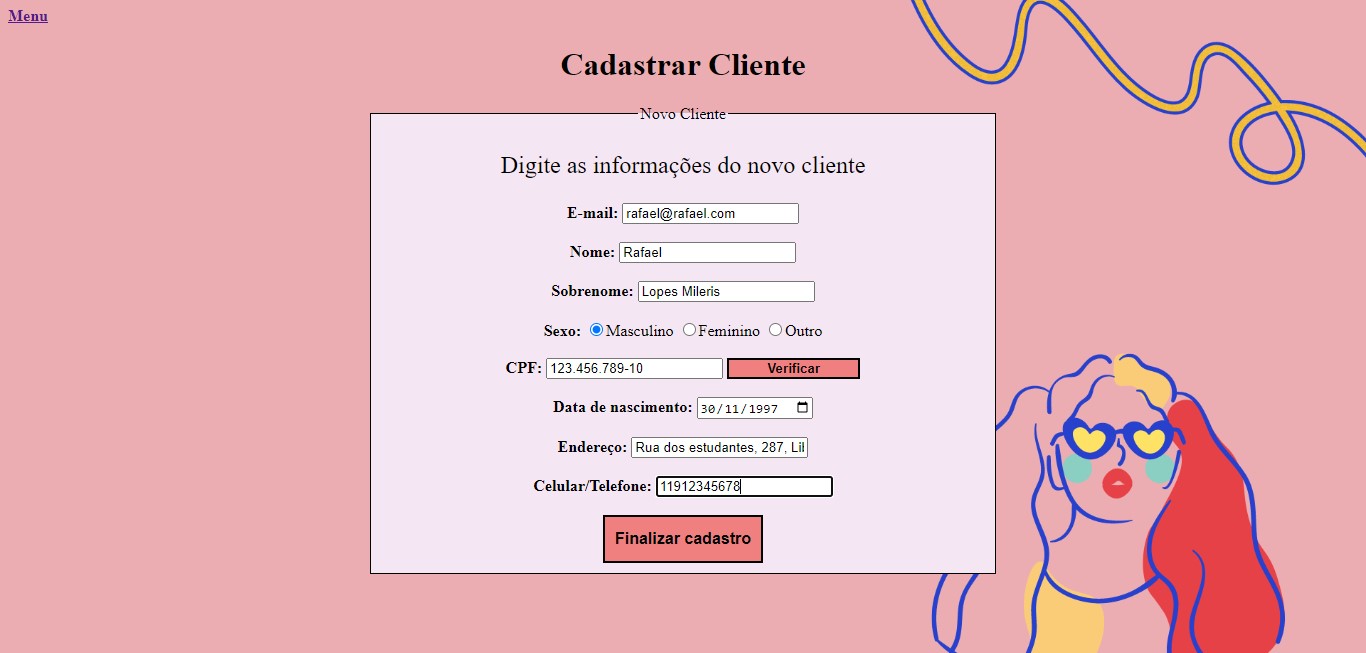 Menu
Cadastrar Cliente
Novo Cliente
Digite as informações do novo cliente
E-mail: rafael@rafael.com
Nome: Rafael
Sobrenome: Lopes Mileris
Sexo: Masculino Feminino Outro
CPF: 123.456.789-10 Verificar
Data de nascimento: 30/11/1997
Endereço: Rua dos estudantes, 287,
Celular/Telefone: 11912345678
Finalizar cadastro